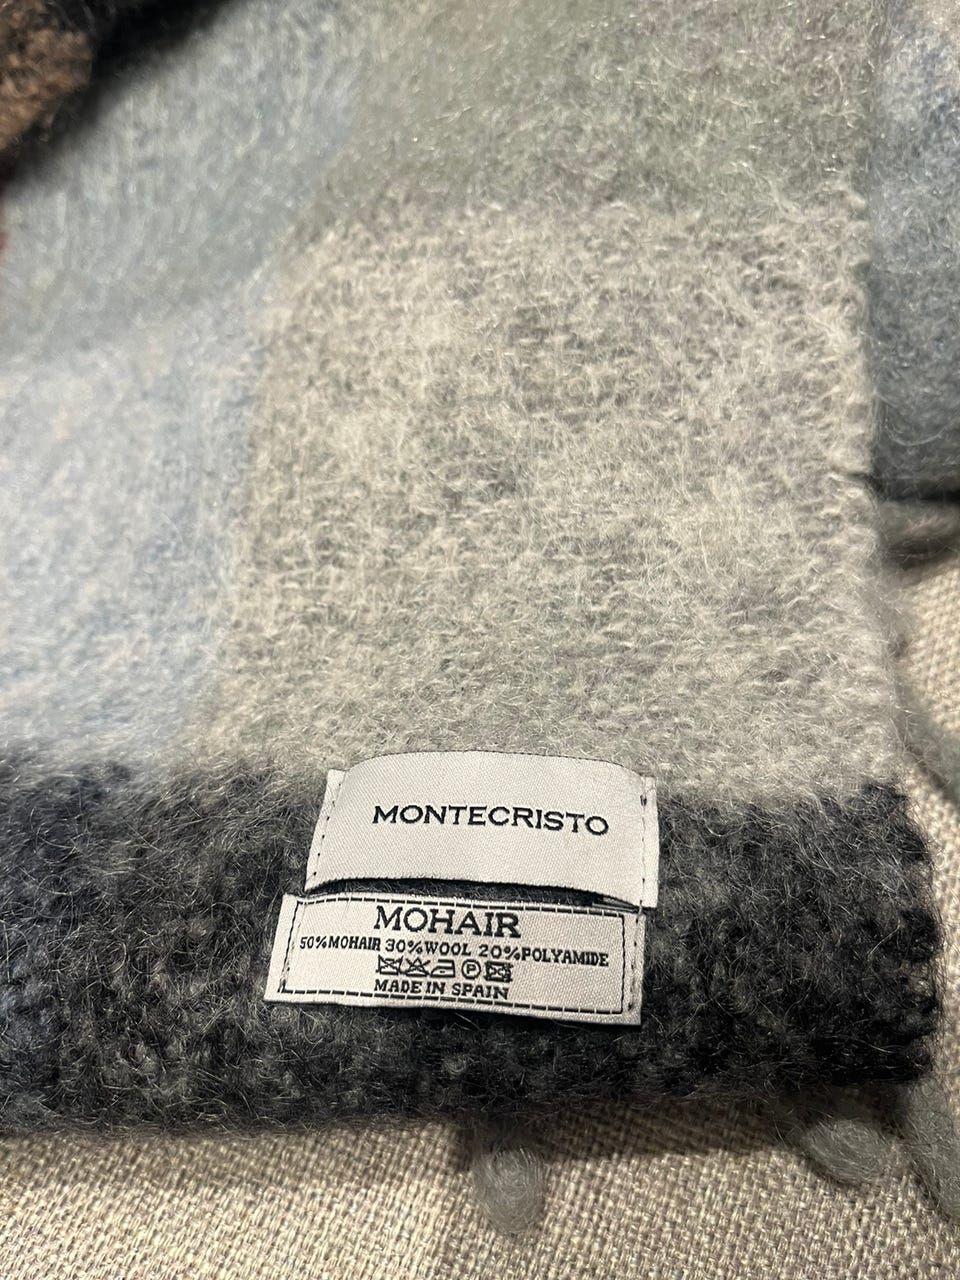 MONTECRISTO
MOHAIR
50%MOHAIR 30%WOOL 20%POLYAMIDE
P
MADE IN SPAIN